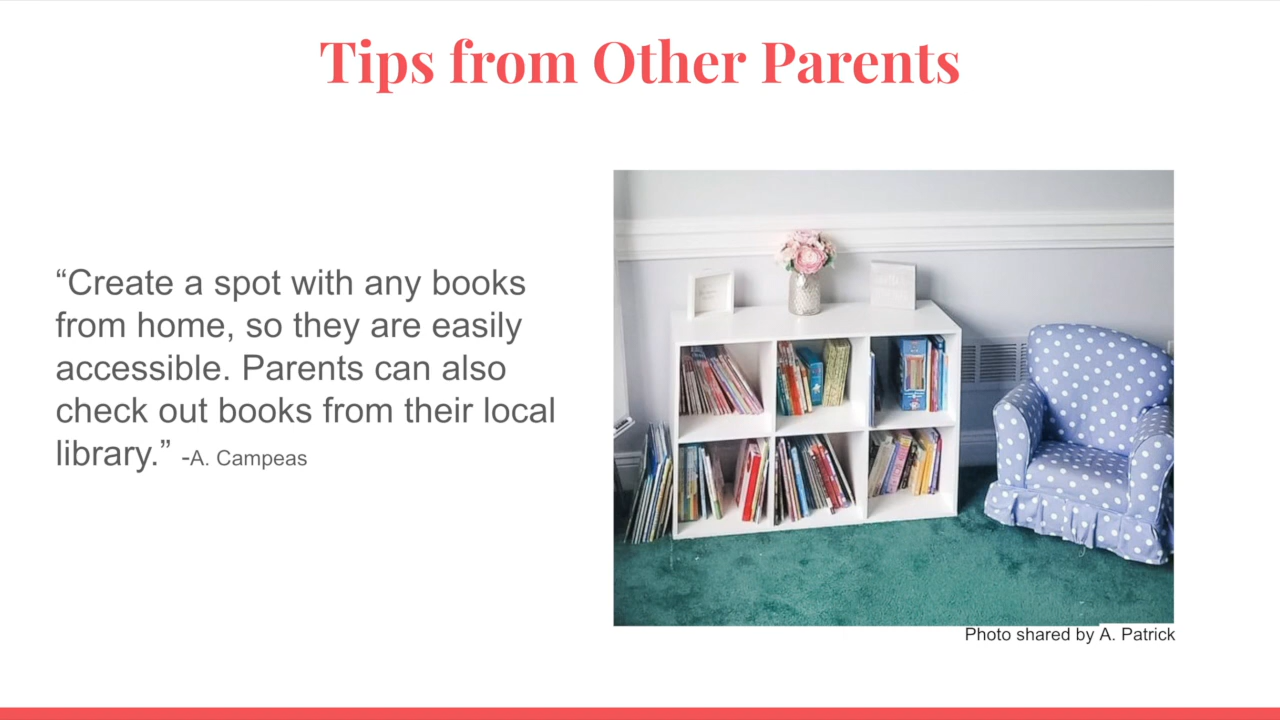 Tips from Other Parents
“Create a spot with any books
from home, so they are easily
accessible. Parents can also
check out books from their local
library.” -A. Campeas
Photo shared by A. Patrick